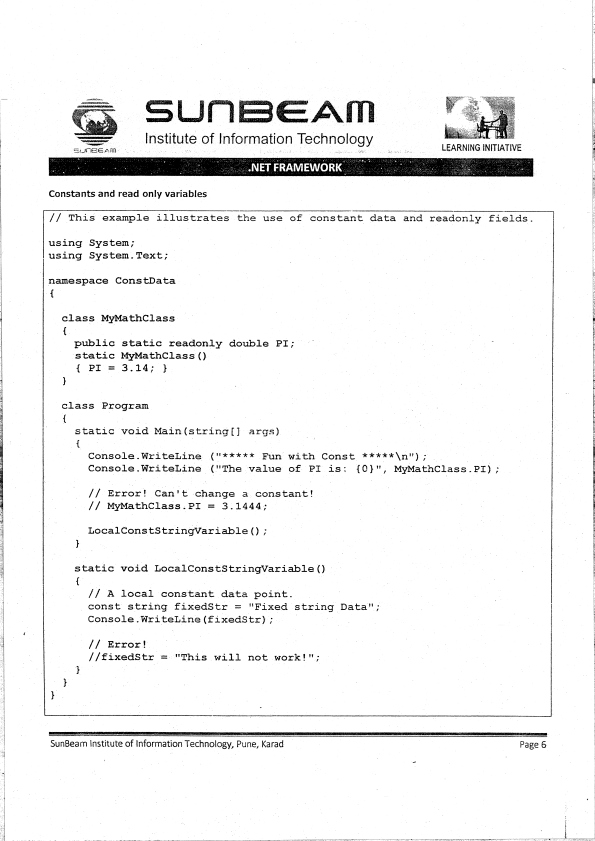 SUNBEAM
Institute of Information Technology
SUNBEAM
LEARNING INITIATIVE
.NET FRAMEWORK
Constants and read only variables
// This example illustrates the use of constant data and readonly fields.
using System;
using System.Text;
namespace ConstData
{
class MyMathClass
{
public static readonly double PI;
static MyMathClass()
{ PI = 3.14; }
}
class Program
{
static void Main(string[] args)
{
Console.WriteLine ("***** Fun with Const *****\n");
Console.WriteLine ("The value of PI is: {0}", MyMathClass.PI);
// Error! Can't change a constant!
// MyMathClass.PI = 3.1444;
LocalConstStringVariable();
}
static void LocalConstStringVariable()
{
// A local constant data point.
const string fixedStr = "Fixed string Data";
Console.WriteLine(fixedStr);
// Error!
//fixedStr = "This will not work!";
}
}
}
SunBeam Institute of Information Technology, Pune, Karad
Page 6